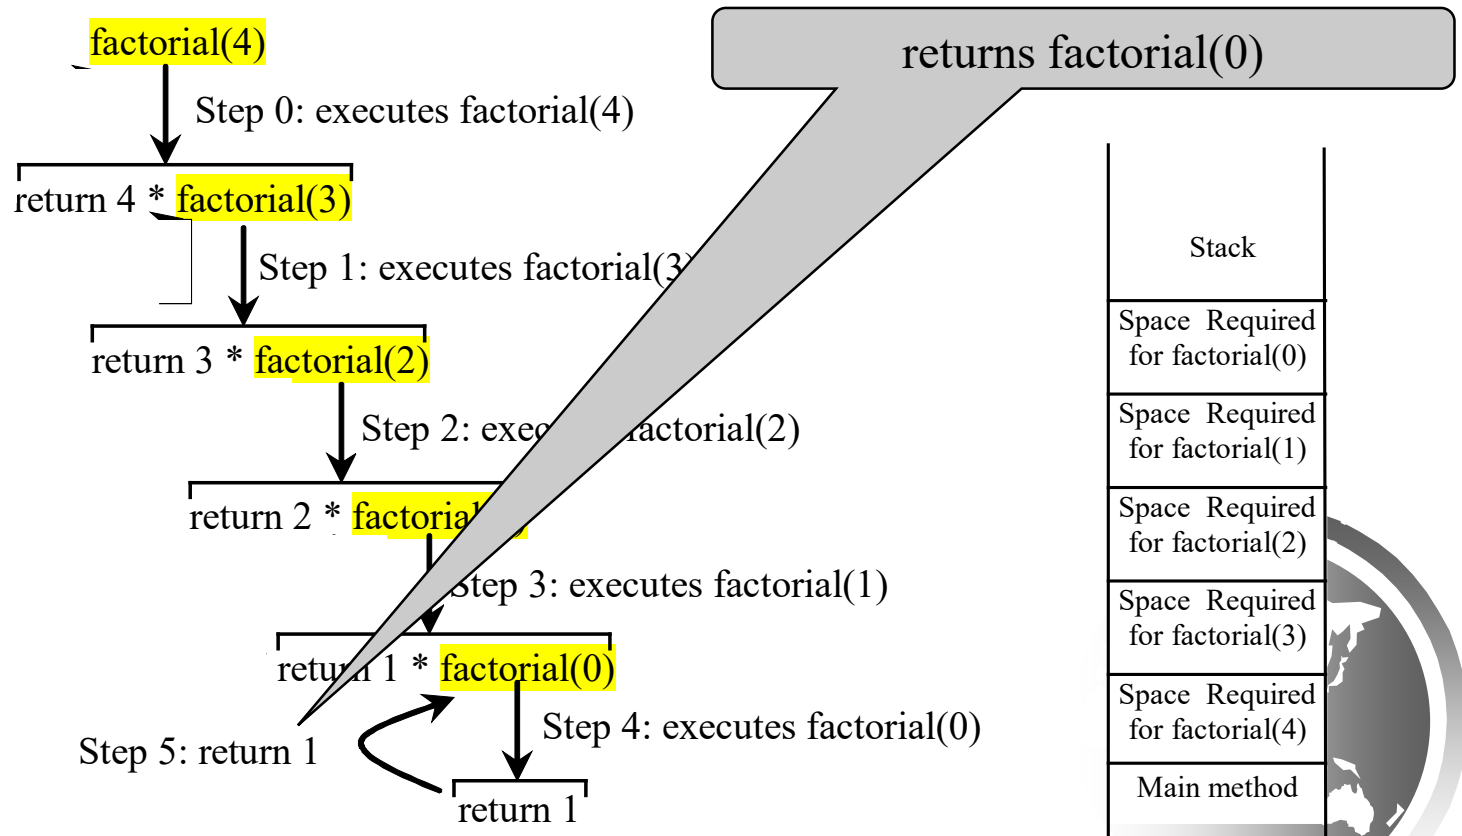 factorial(4)
returns factorial(0)
Step 0: executes factorial(4)
return 4 * factorial(3)
Step 1: executes factorial(3)
return 3 * factorial(2)
Step 2: exec factorial(2)
return 2 * factorial
Step 3: executes factorial(1)
return 1 * factorial(0)
Step 4: executes factorial(0)
Step 5: return 1
return 1
Stack
Space Required
for factorial(0)
Space Required
for factorial(1)
Space Required
for factorial(2)
Space Required
for factorial(3)
Space Required
for factorial(4)
Main method